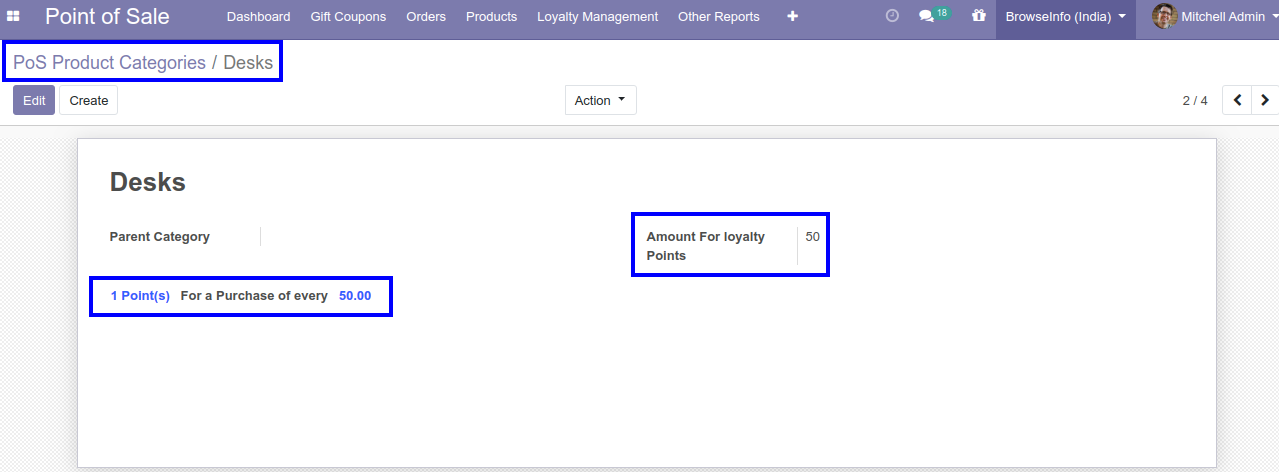 Point of Sale Dashboard Gift Coupons Orders Products Loyalty Management Other Reports 18 BrowseInfo (India) Mitchell Admin
PoS Product Categories / Desks
Edit Create Action 2 / 4
Desks
Parent Category
Amount For loyalty Points 50
1 Point(s) For a Purchase of every 50.00